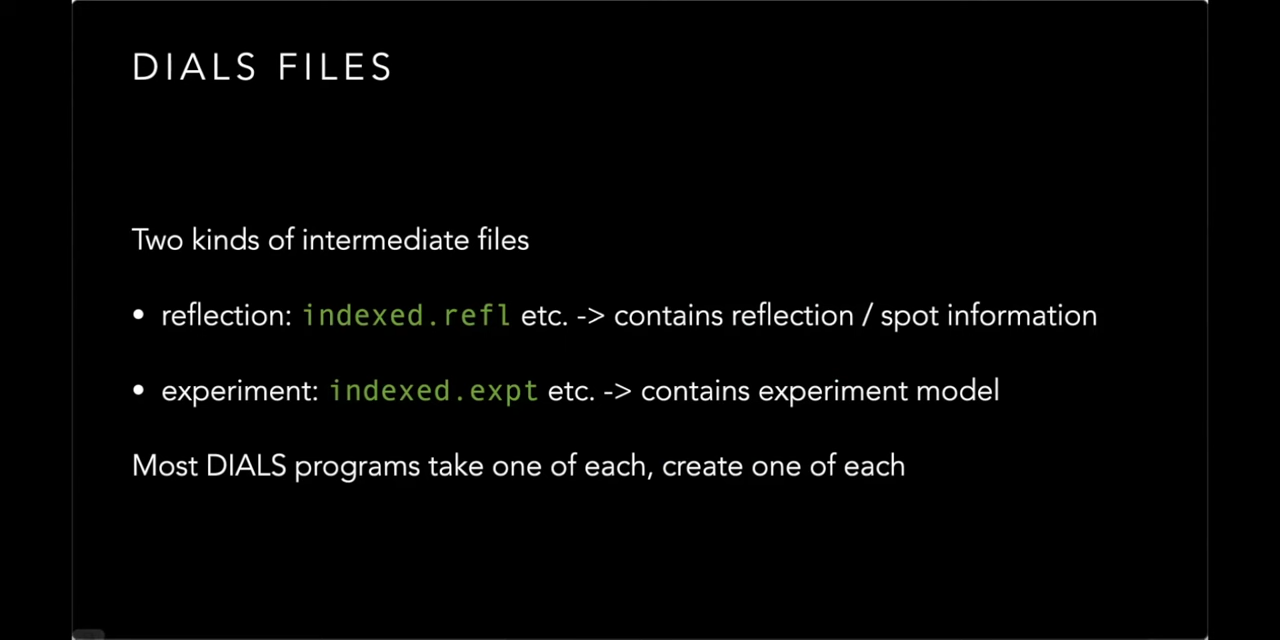 DIALS FILES
Two kinds of intermediate files
• reflection: indexed.refl etc. -> contains reflection / spot information
• experiment: indexed.expt etc. -> contains experiment model
Most DIALS programs take one of each, create one of each